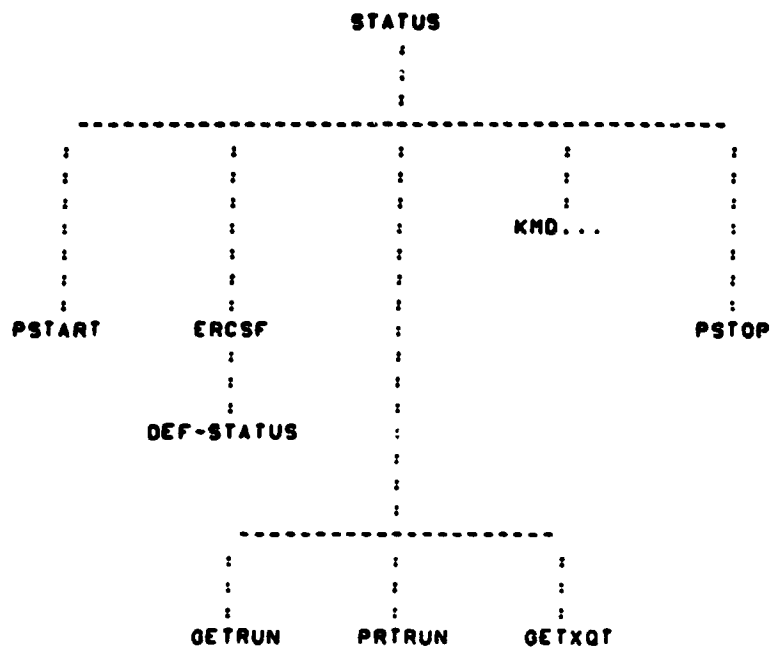 STATUS
KMD...
PSTART ERCSF PSTOP
DEF-STATUS
GETRUN PRTRUN GETXQT